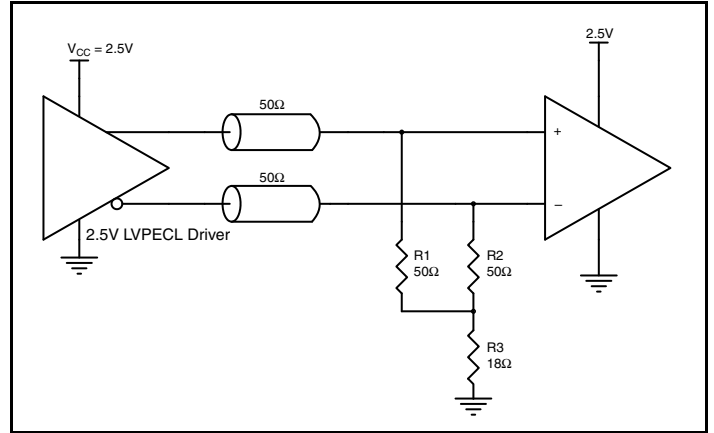 V_CC = 2.5V
2.5V
50Ω
+
50Ω
–
2.5V LVPECL Driver
R1
50Ω
R2
50Ω
R3
18Ω